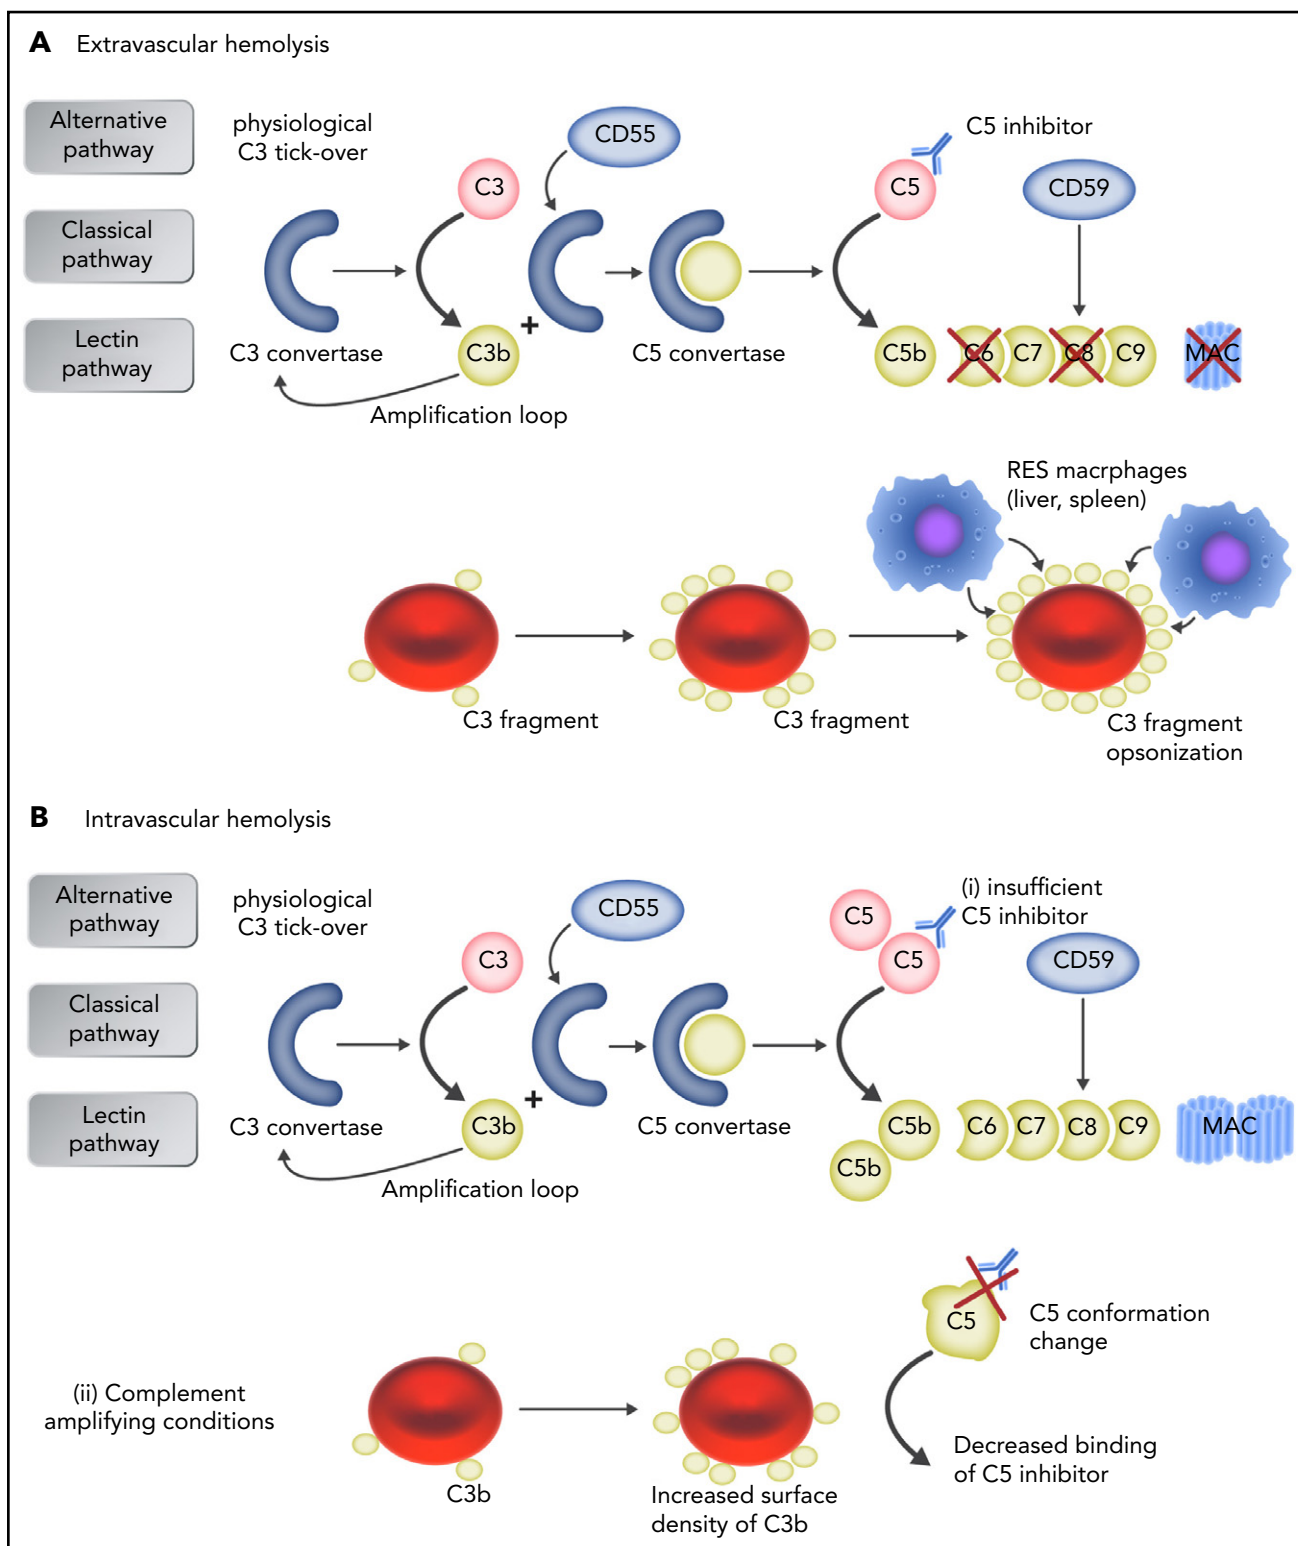 A Extravascular hemolysis
Alternative
pathway
Classical
pathway
Lectin
pathway
physiological
C3 tick-over
C3 convertase
C3
C3b
+
Amplification loop
CD55
C5 convertase
C5 inhibitor
C5
CD59
C5b
C6
C7
C8
C9
MAC
RES macrphages
(liver, spleen)
C3 fragment
C3 fragment
C3 fragment
opsonization
B Intravascular hemolysis
Alternative
pathway
Classical
pathway
Lectin
pathway
physiological
C3 tick-over
C3 convertase
C3
C3b
+
Amplification loop
CD55
C5 convertase
(i) insufficient
C5 inhibitor
C5
C5
CD59
C5b
C5b
C6
C7
C8
C9
MAC
(ii) Complement
amplifying conditions
C3b
Increased surface
density of C3b
C5
C5 conformation
change
Decreased binding
of C5 inhibitor